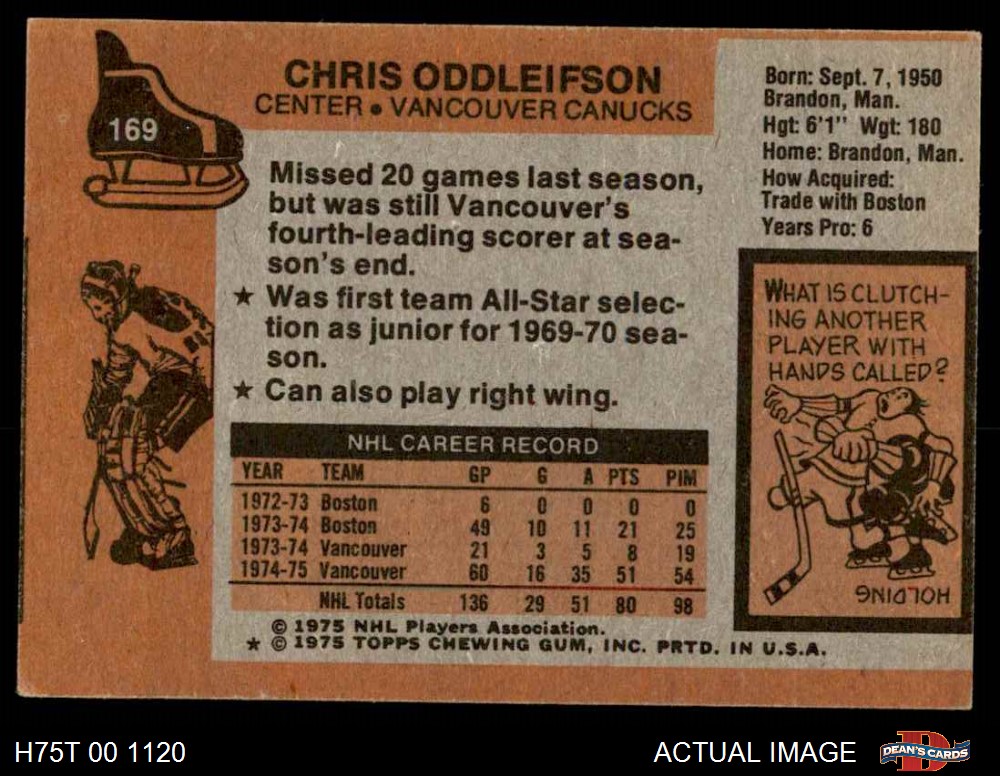 169
CHRIS ODDLEIFSON
CENTER • VANCOUVER CANUCKS
Born: Sept. 7, 1950
Brandon, Man.
Hgt: 6'1" Wgt: 180
Home: Brandon, Man.
How Acquired:
Trade with Boston
Years Pro: 6
Missed 20 games last season,
but was still Vancouver's
fourth-leading scorer at sea-
son's end.
★ Was first team All-Star selec-
tion as junior for 1969-70 sea-
son.
★ Can also play right wing.
WHAT IS CLUTCH-
ING ANOTHER
PLAYER WITH
HANDS CALLED?
HOLDING
NHL CAREER RECORD
YEAR TEAM GP G A PTS PIM
1972-73 Boston 6 0 0 0 0
1973-74 Boston 49 10 11 21 25
1973-74 Vancouver 21 3 5 8 19
1974-75 Vancouver 60 16 35 51 54
NHL Totals 136 29 51 80 98
© 1975 NHL Players Association.
★ © 1975 TOPPS CHEWING GUM, INC. PRTD. IN U.S.A.
H75T 00 1120
ACTUAL IMAGE
D
DEAN'S CARDS